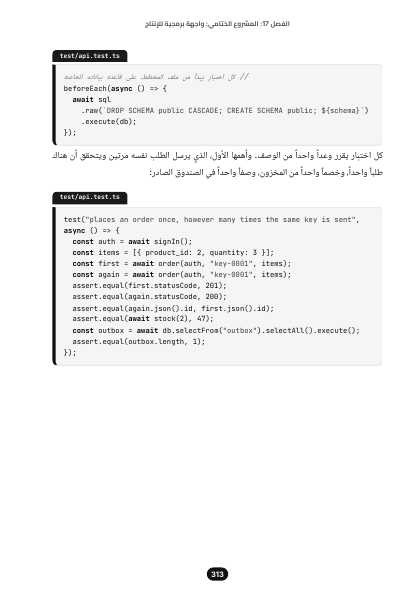 الفصل 17: المشروع الختامي: واجهة برمجية للإنتاج
test/api.test.ts
// كل اختبار يبدأ من ملف المخطط، على قاعدة بياناته الخاصة
beforeEach(async () => {
  await sql
    .raw(`DROP SCHEMA public CASCADE; CREATE SCHEMA public; ${schema}`)
    .execute(db);
});
كل اختبار يقرر وعداً واحداً من الوصف. وأهمها الأول، الذي يرسل الطلب نفسه مرتين ويتحقق أن هناك
طلباً واحداً، وخصماً واحداً من المخزون، وصفاً واحداً في الصندوق الصادر:
test/api.test.ts
test("places an order once, however many times the same key is sent",
async () => {
  const auth = await signIn();
  const items = [{ product_id: 2, quantity: 3 }];
  const first = await order(auth, "key-0001", items);
  const again = await order(auth, "key-0001", items);
  assert.equal(first.statusCode, 201);
  assert.equal(again.statusCode, 200);
  assert.equal(again.json().id, first.json().id);
  assert.equal(await stock(2), 47);
  const outbox = await db.selectFrom("outbox").selectAll().execute();
  assert.equal(outbox.length, 1);
});
313